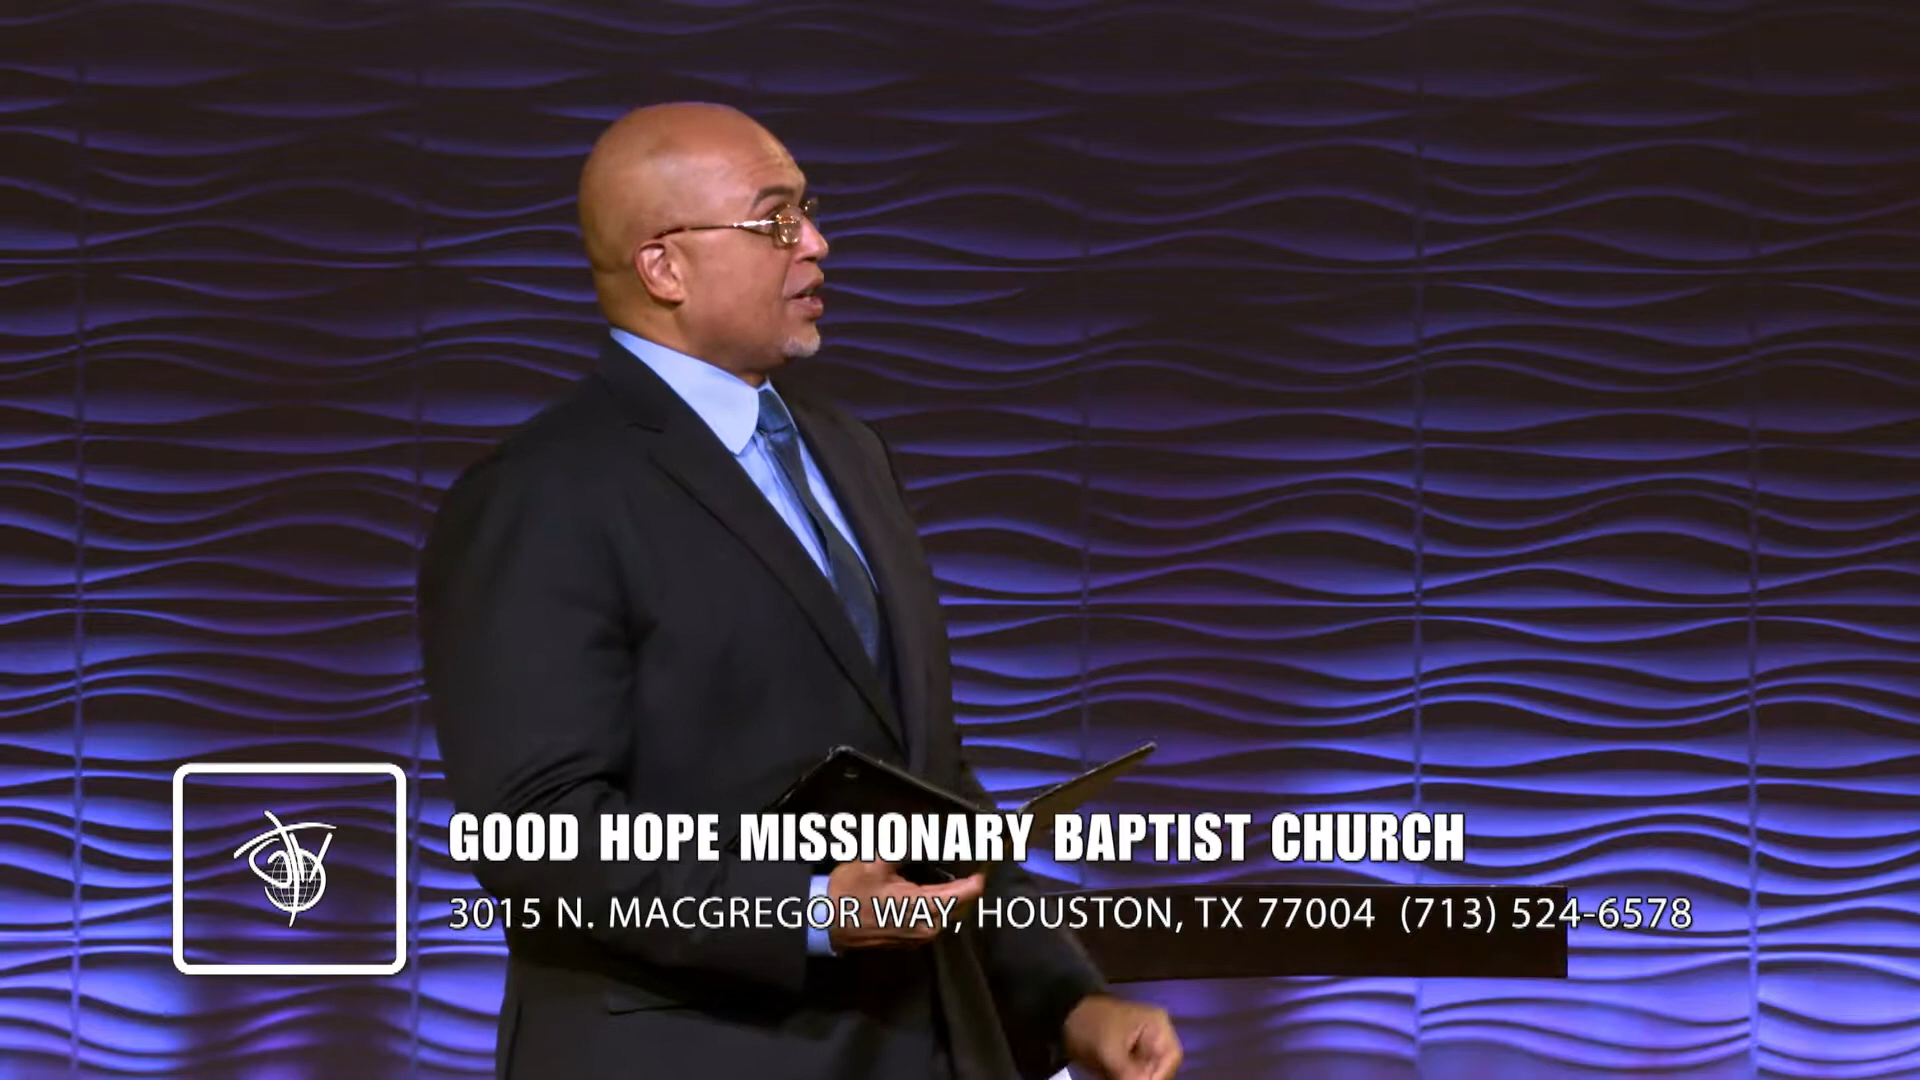 GOOD HOPE MISSIONARY BAPTIST CHURCH
3015 N. MACGREGOR WAY, HOUSTON, TX 77004 (713) 524-6578